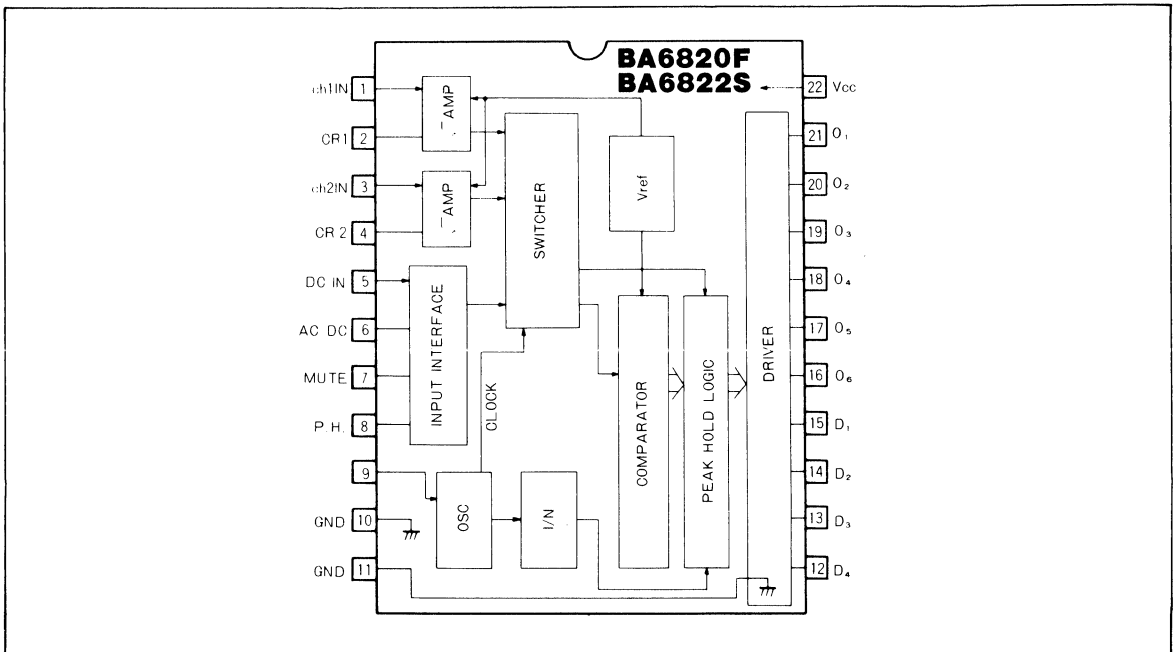 BA6820F
BA6822S
ch1IN 1
CR1 2
ch2IN 3
CR 2 4
DC IN 5
AC DC 6
MUTE 7
P.H. 8
9
GND 10
GND 11
√AMP
√AMP
INPUT INTERFACE
SWITCHER
Vref
CLOCK
OSC
I/N
COMPARATOR
PEAK HOLD LOGIC
DRIVER
22 Vcc
21 O₁
20 O₂
19 O₃
18 O₄
17 O₅
16 O₆
15 D₁
14 D₂
13 D₃
12 D₄